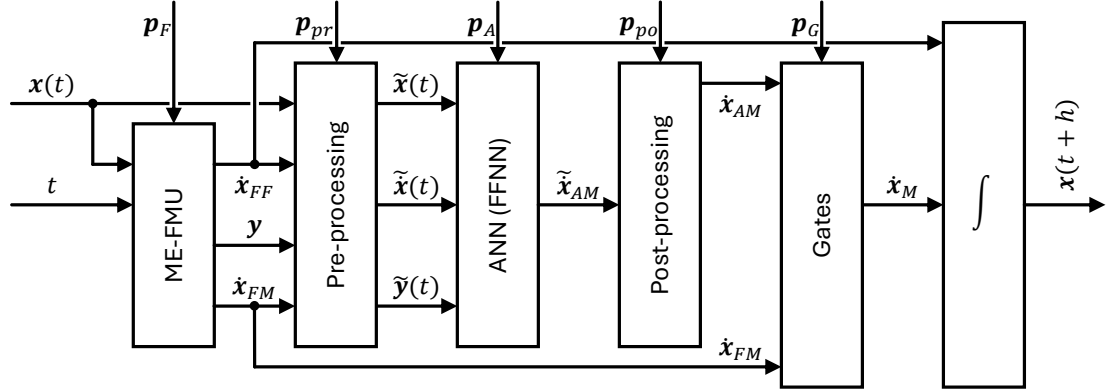 𝒑_F
𝒑_pr
𝒑_A
𝒑_po
𝒑_G
𝒙(t)
t
ME-FMU
ẋ_FF
𝒚
ẋ_FM
Pre-processing
x̃(t)
ẋ̃(t)
ỹ(t)
ANN (FFNN)
ẋ̃_AM
Post-processing
ẋ_AM
ẋ_FM
Gates
ẋ_M
∫
𝒙(t + h)